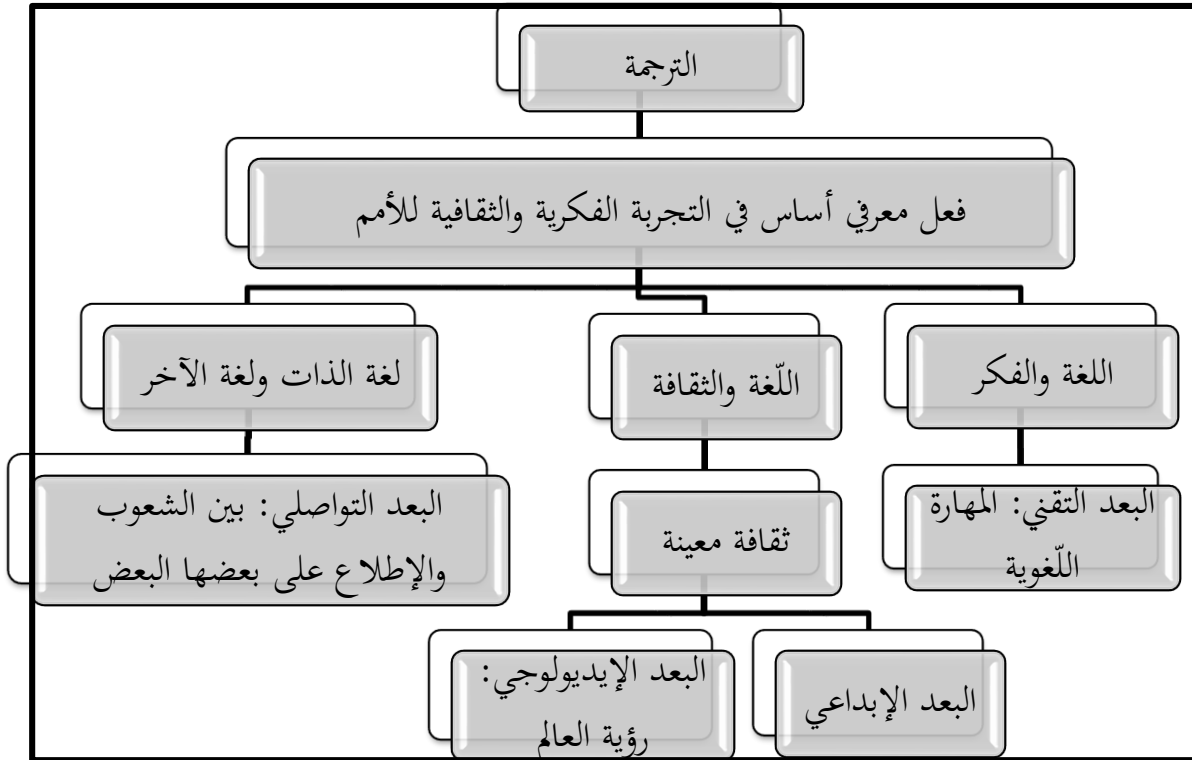 الترجمة
فعل معرفي أساس في التجربة الفكرية والثقافية للأمم
اللغة والفكر
اللّغة والثقافة
لغة الذات ولغة الآخر
البعد التقني: المهارة
اللّغوية
ثقافة معينة
البعد التواصلي: بين الشعوب
والإطلاع على بعضها البعض
البعد الإبداعي
البعد الإيديولوجي:
رؤية العالم